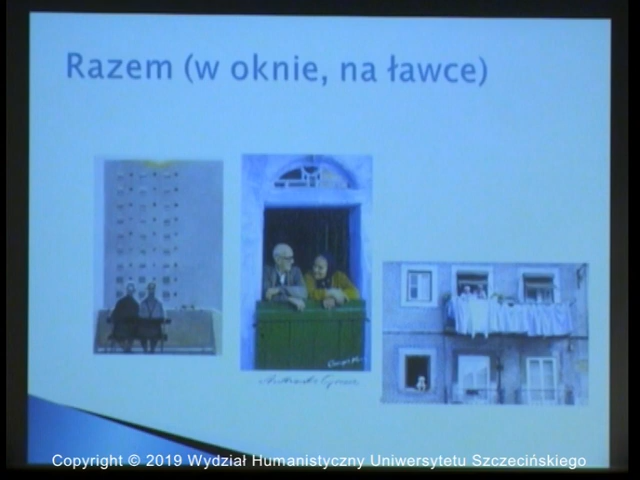 Razem (w oknie, na ławce)
Copyright © 2019 Wydział Humanistyczny Uniwersytetu Szczecińskiego